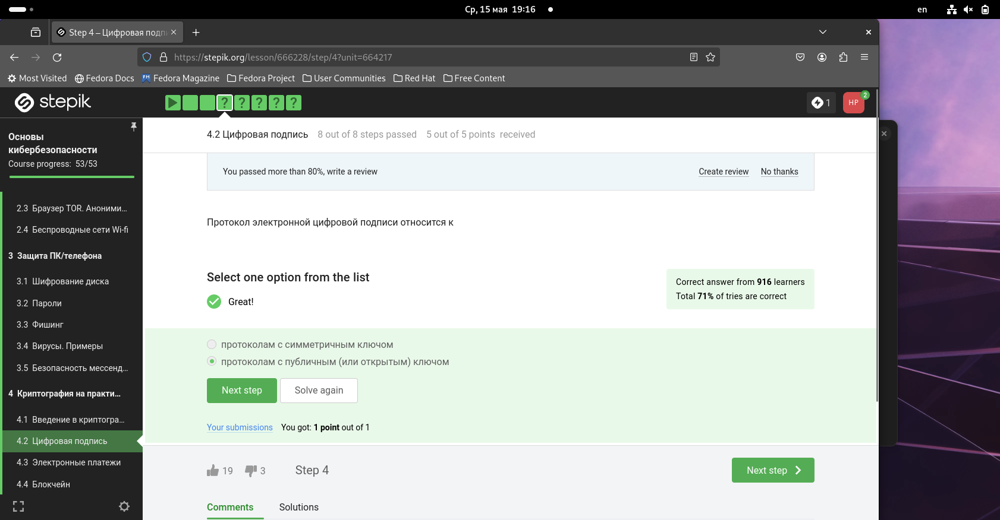 Ср, 15 мая 19:16
en
Step 4 – Цифровая подп
https://stepik.org/lesson/666228/step/4?unit=664217
Most Visited
Fedora Docs
Fedora Magazine
Fedora Project
User Communities
Red Hat
Free Content
stepik
? ? ? ? ?
1
HP
2
Основы
кибербезопасности
Course progress: 53/53
2.3 Браузер TOR. Аноними...
2.4 Беспроводные сети Wi-fi
3 Защита ПК/телефона
3.1 Шифрование диска
3.2 Пароли
3.3 Фишинг
3.4 Вирусы. Примеры
3.5 Безопасность мессенд...
4 Криптография на практи...
4.1 Введение в криптогра...
4.2 Цифровая подпись
4.3 Электронные платежи
4.4 Блокчейн
4.2 Цифровая подпись 8 out of 8 steps passed 5 out of 5 points received
You passed more than 80%, write a review
Create review
No thanks
Протокол электронной цифровой подписи относится к
Select one option from the list
Great!
Correct answer from 916 learners
Total 71% of tries are correct
протоколам с симметричным ключом
протоколам с публичным (или открытым) ключом
Next step
Solve again
Your submissions You got: 1 point out of 1
19
3
Step 4
Next step
Comments
Solutions